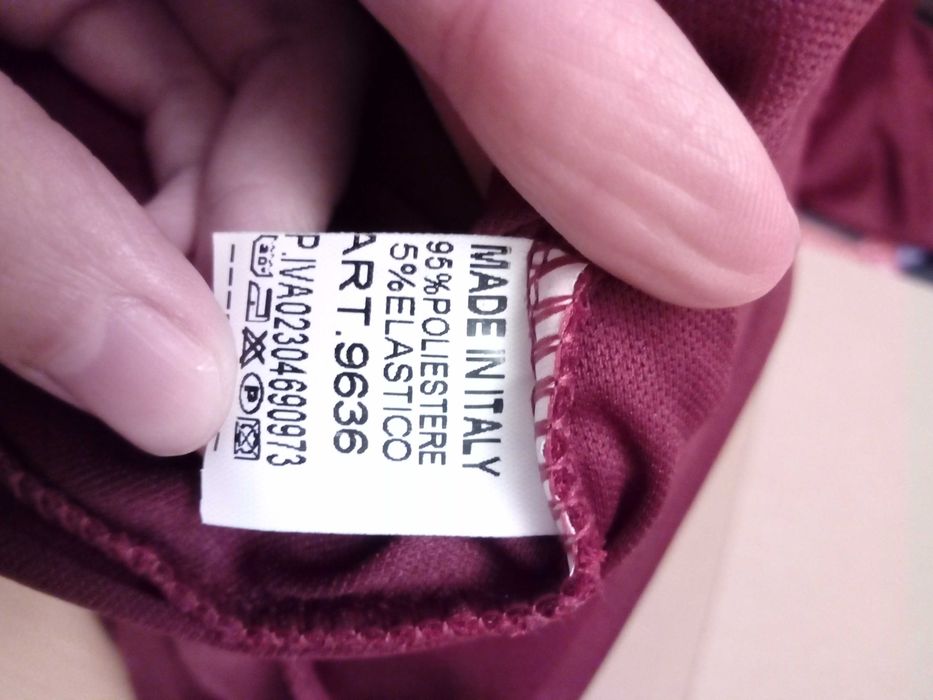 MADE IN ITALY
95%POLIESTERE
5%ELASTICO
ART.9636
P.IVA02304690973